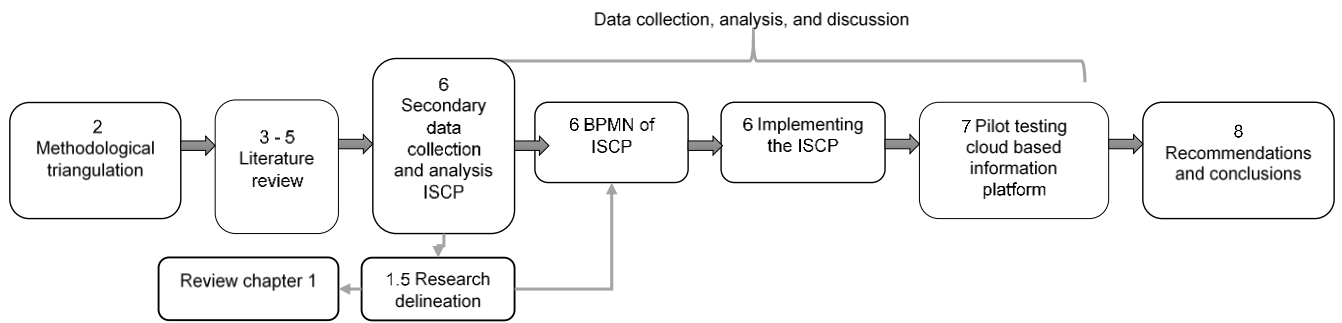 Data collection, analysis, and discussion
2
Methodological
triangulation
3 - 5
Literature
review
6
Secondary
data
collection
and analysis
ISCP
6 BPMN of
ISCP
6 Implementing
the ISCP
7 Pilot testing
cloud based
information
platform
8
Recommendations
and conclusions
Review chapter 1
1.5 Research
delineation